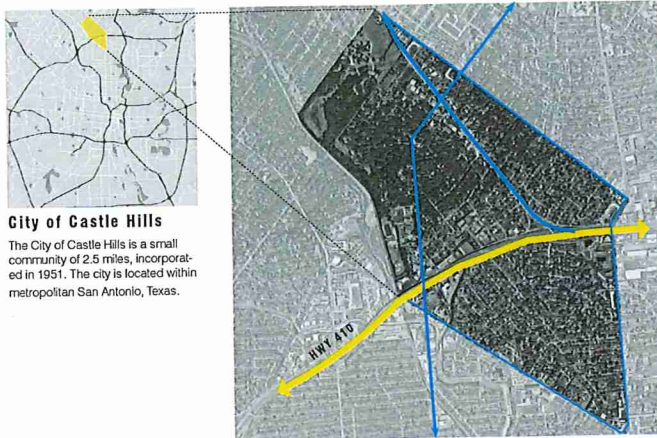 City of Castle Hills
The City of Castle Hills is a small
community of 2.5 miles, incorporat-
ed in 1951. The city is located within
metropolitan San Antonio, Texas.
HWY 410